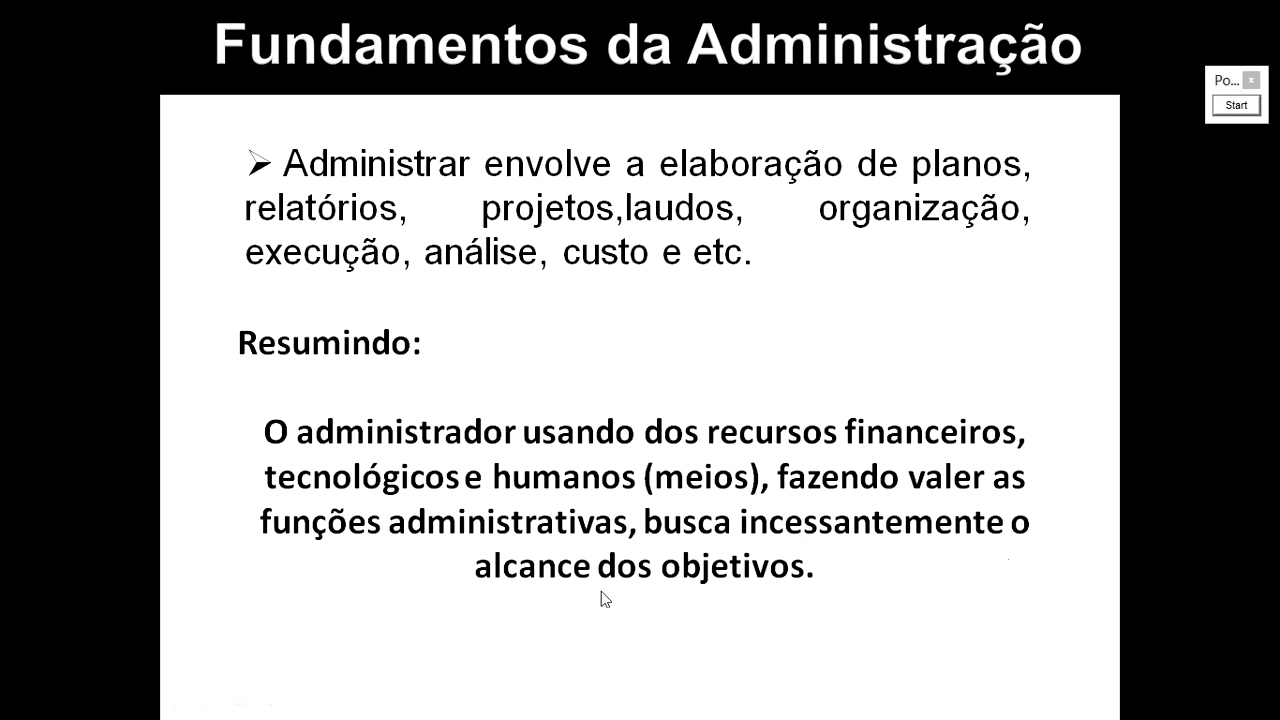 Fundamentos da Administração
Po...
x
Start
➢ Administrar envolve a elaboração de planos,
relatórios, projetos,laudos, organização,
execução, análise, custo e etc.
Resumindo:
O administrador usando dos recursos financeiros,
tecnológicos e humanos (meios), fazendo valer as
funções administrativas, busca incessantemente o
alcance dos objetivos.